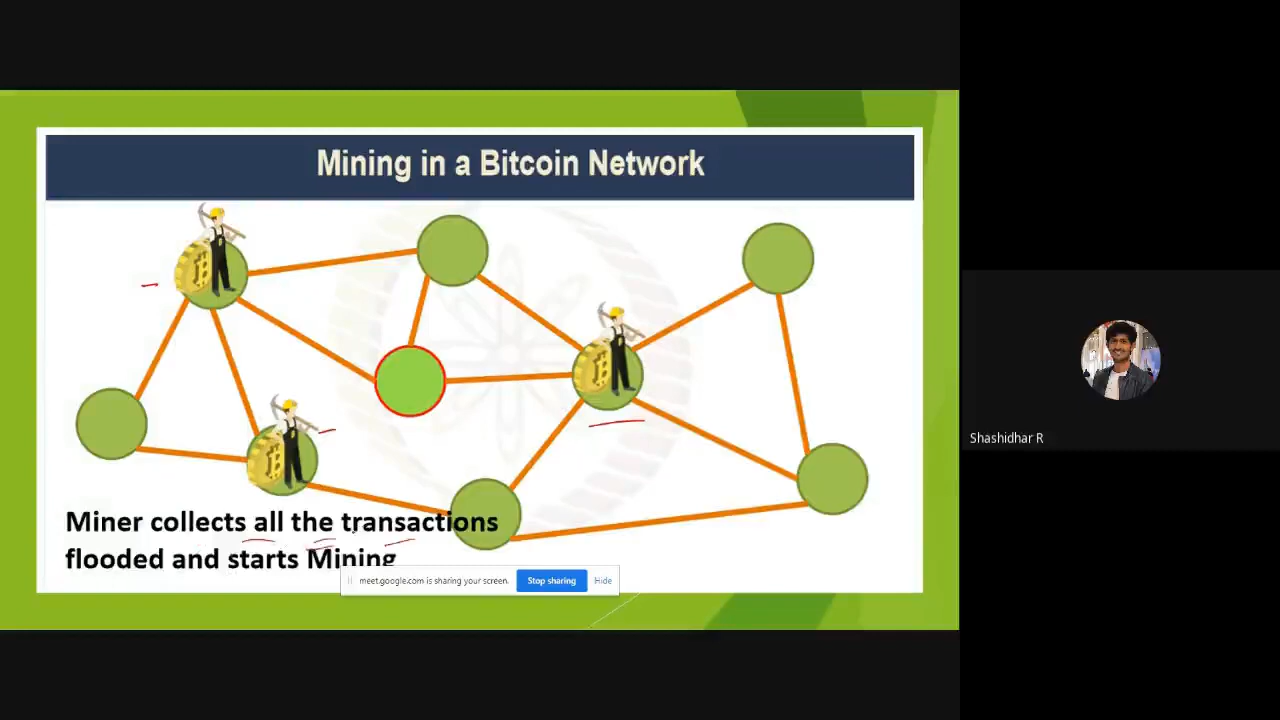 Mining in a Bitcoin Network
Miner collects all the transactions
flooded and starts Mining
meet.google.com is sharing your screen.
Stop sharing
Hide
Shashidhar R